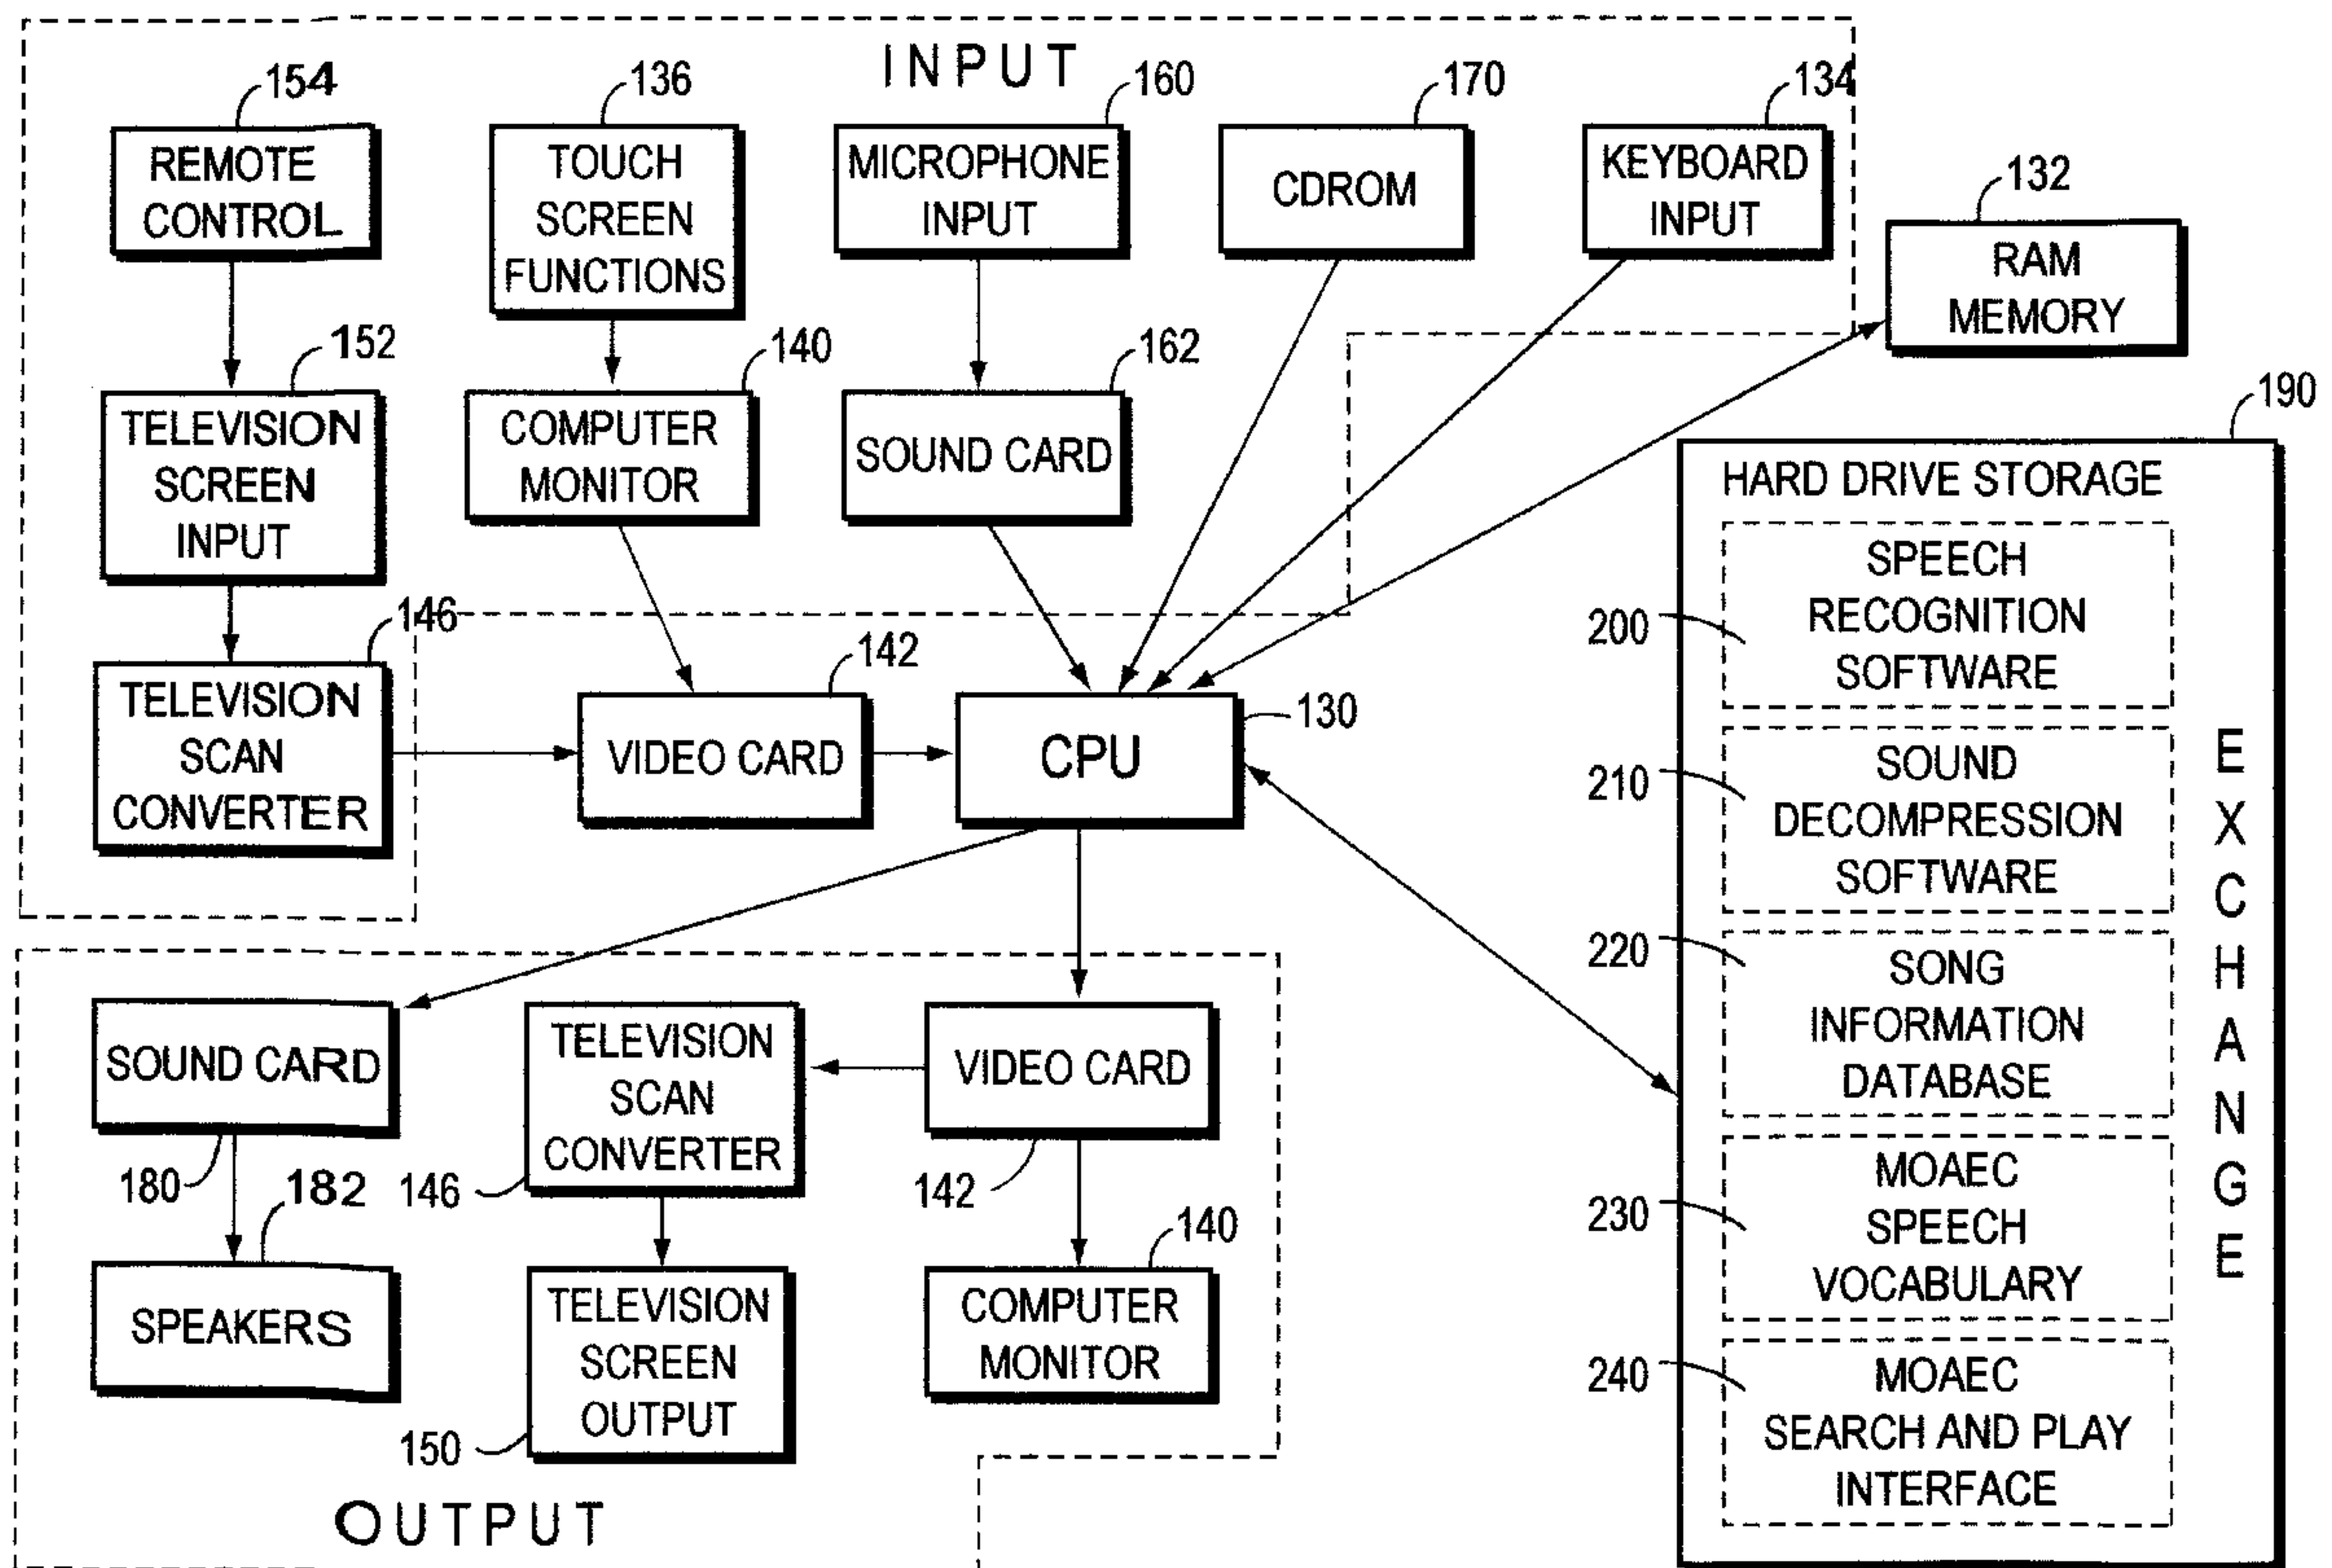 INPUT
154
136
160
170
134
REMOTE
CONTROL
TOUCH
SCREEN
FUNCTIONS
MICROPHONE
INPUT
CDROM
KEYBOARD
INPUT
132
RAM
MEMORY
152
140
162
190
TELEVISION
SCREEN
INPUT
COMPUTER
MONITOR
SOUND CARD
HARD DRIVE STORAGE
200
SPEECH
RECOGNITION
SOFTWARE
210
SOUND
DECOMPRESSION
SOFTWARE
220
SONG
INFORMATION
DATABASE
230
MOAEC
SPEECH
VOCABULARY
240
MOAEC
SEARCH AND PLAY
INTERFACE
EXCHANGE
146
TELEVISION
SCAN
CONVERTER
142
VIDEO CARD
130
CPU
SOUND CARD
180
182
SPEAKERS
TELEVISION
SCAN
CONVERTER
146
VIDEO CARD
142
140
TELEVISION
SCREEN
OUTPUT
150
COMPUTER
MONITOR
OUTPUT